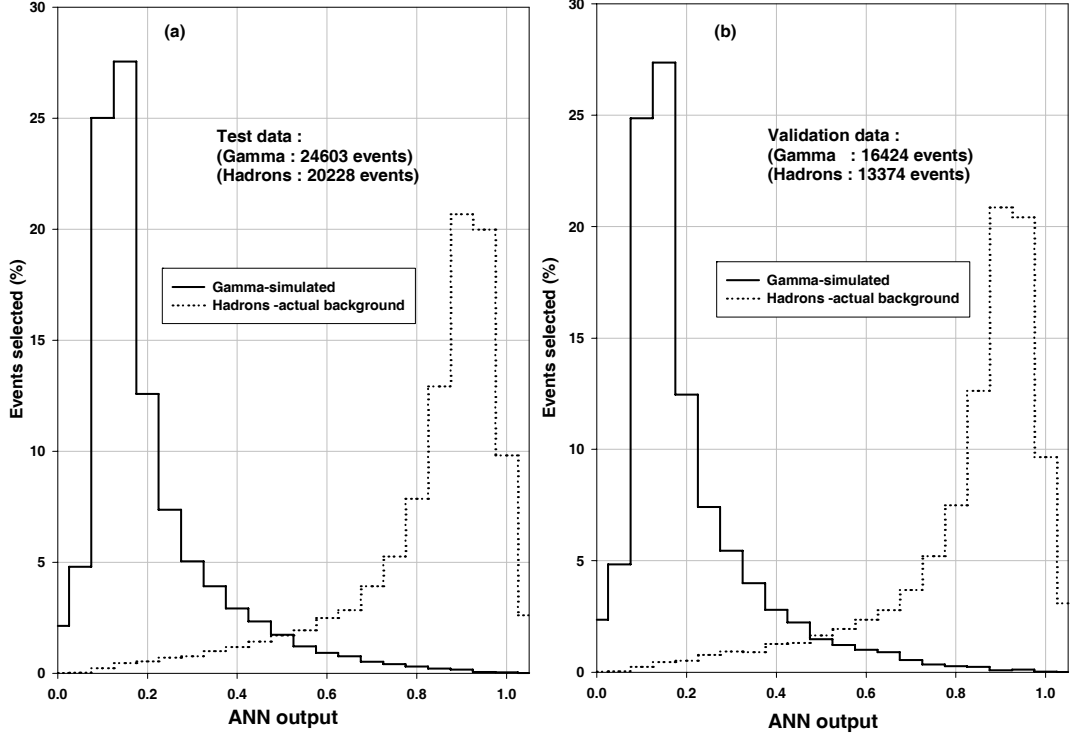 (a)
Test data :
(Gamma : 24603 events)
(Hadrons : 20228 events)
Gamma-simulated
Hadrons -actual background
Events selected (%)
30
25
20
15
10
5
0
0.0 0.2 0.4 0.6 0.8 1.0
ANN output
(b)
Validation data :
(Gamma : 16424 events)
(Hadrons : 13374 events)
Gamma-simulated
Hadrons -actual background
Events selected (%)
30
25
20
15
10
5
0
0.0 0.2 0.4 0.6 0.8 1.0
ANN output